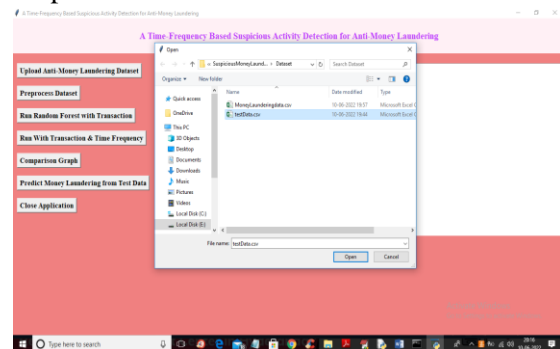 A Time-Frequency Based Suspicious Activity Detection for Anti-Money Laundering
A Time-Frequency Based Suspicious Activity Detection for Anti-Money Laundering
Open
SuspiciousMoneyLaund... Dataset
Search Dataset
Organize New folder
Name Date modified Type
Quick access
OneDrive
This PC
3D Objects
Desktop
Documents
Downloads
Music
Pictures
Videos
Local Disk (C:)
Local Disk (E:)
MoneyLaunderingdata.csv 10-06-2022 19:37 Microsoft Excel C
testData.csv 10-06-2022 19:44 Microsoft Excel C
File name: testData.csv
Open Cancel
Upload Anti-Money Laundering Dataset
Preprocess Dataset
Run Random Forest with Transaction
Run With Transaction & Time Frequency
Comparison Graph
Predict Money Laundering from Test Data
Close Application
Type here to search
20:16